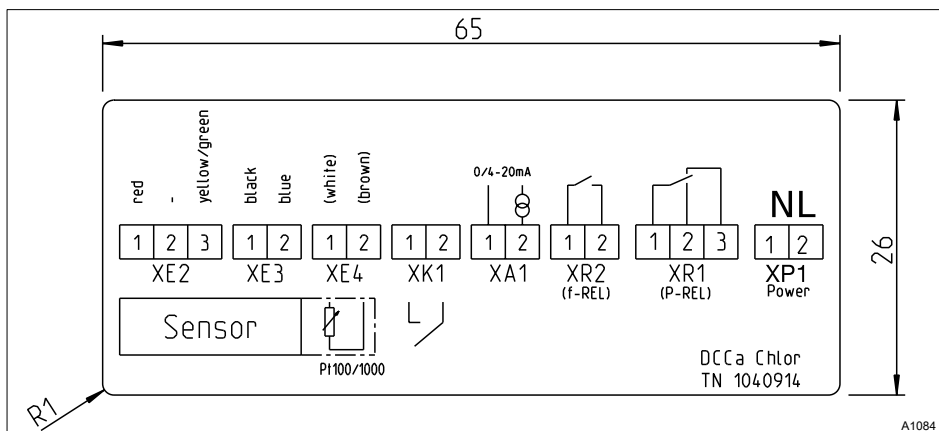 65
red
-
yellow/green
black
blue
(white)
(brown)
0/4-20mA
NL
1 2 3
1 2
1 2
1 2
1 2
1 2
1 2 3
1 2
XE2
XE3
XE4
XK1
XA1
XR2
(f-REL)
XR1
(P-REL)
XP1
Power
26
Sensor
Pt100/1000
DCCa Chlor
TN 1040914
R1
A1084